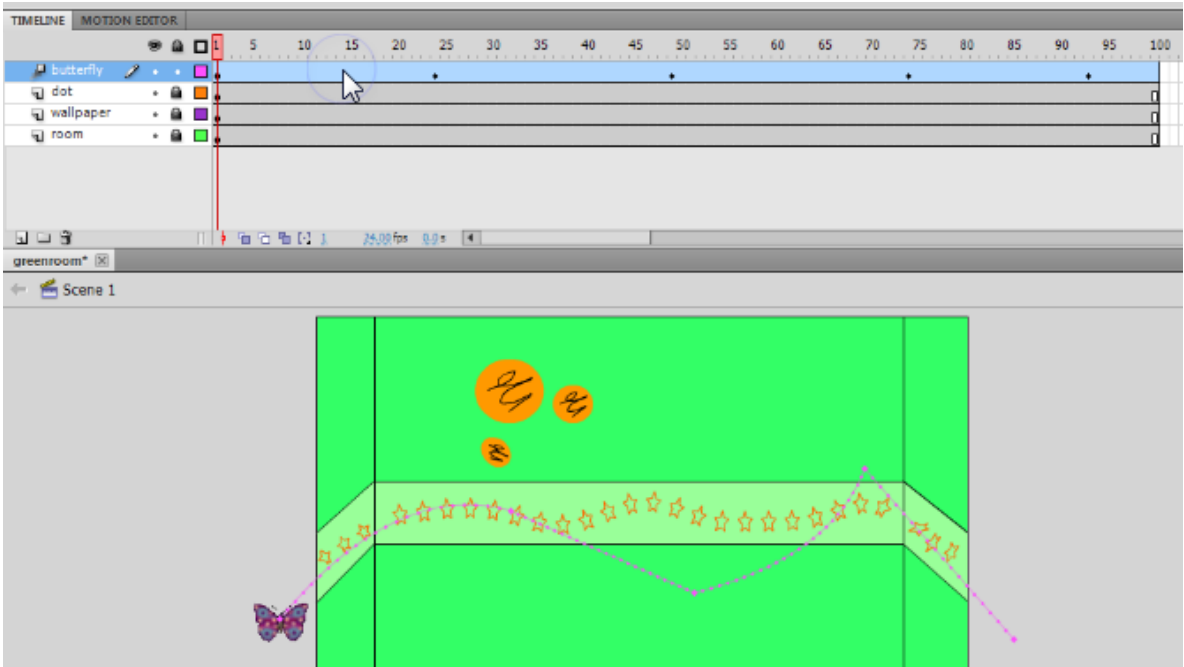 TIMELINE MOTION EDITOR
1 5 10 15 20 25 30 35 40 45 50 55 60 65 70 75 80 85 90 95 100
butterfly
dot
wallpaper
room
1 24.00 fps 0.0 s
greenroom*
Scene 1